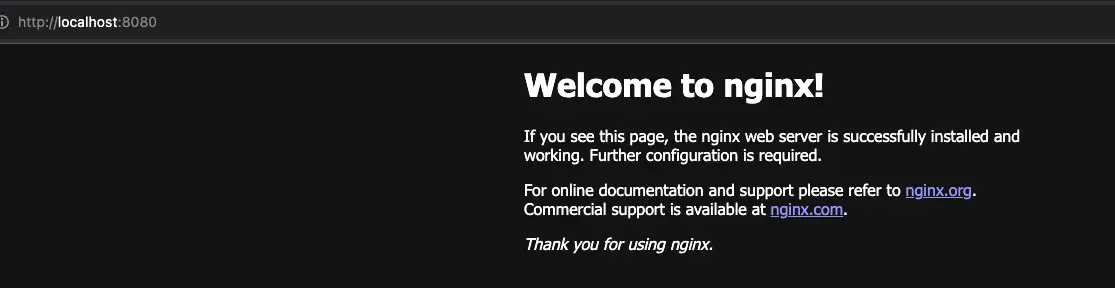 http://localhost:8080
Welcome to nginx!
If you see this page, the nginx web server is successfully installed and
working. Further configuration is required.
For online documentation and support please refer to nginx.org.
Commercial support is available at nginx.com.
Thank you for using nginx.